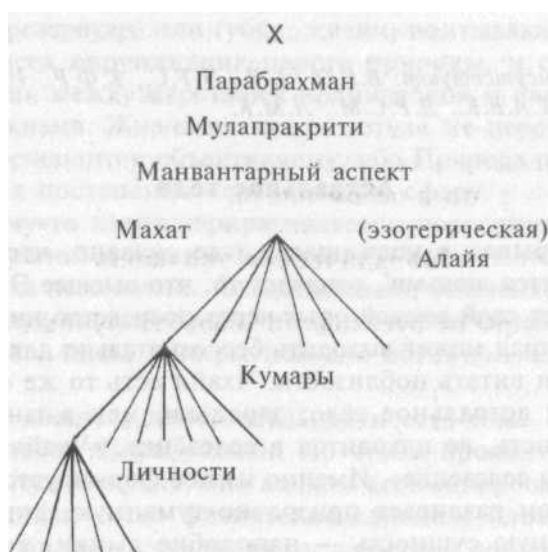 X
Парабрахман
Мулапракрити
Манвантарный аспект
Махат (эзотерическая)
Алайя
Кумары
Личности